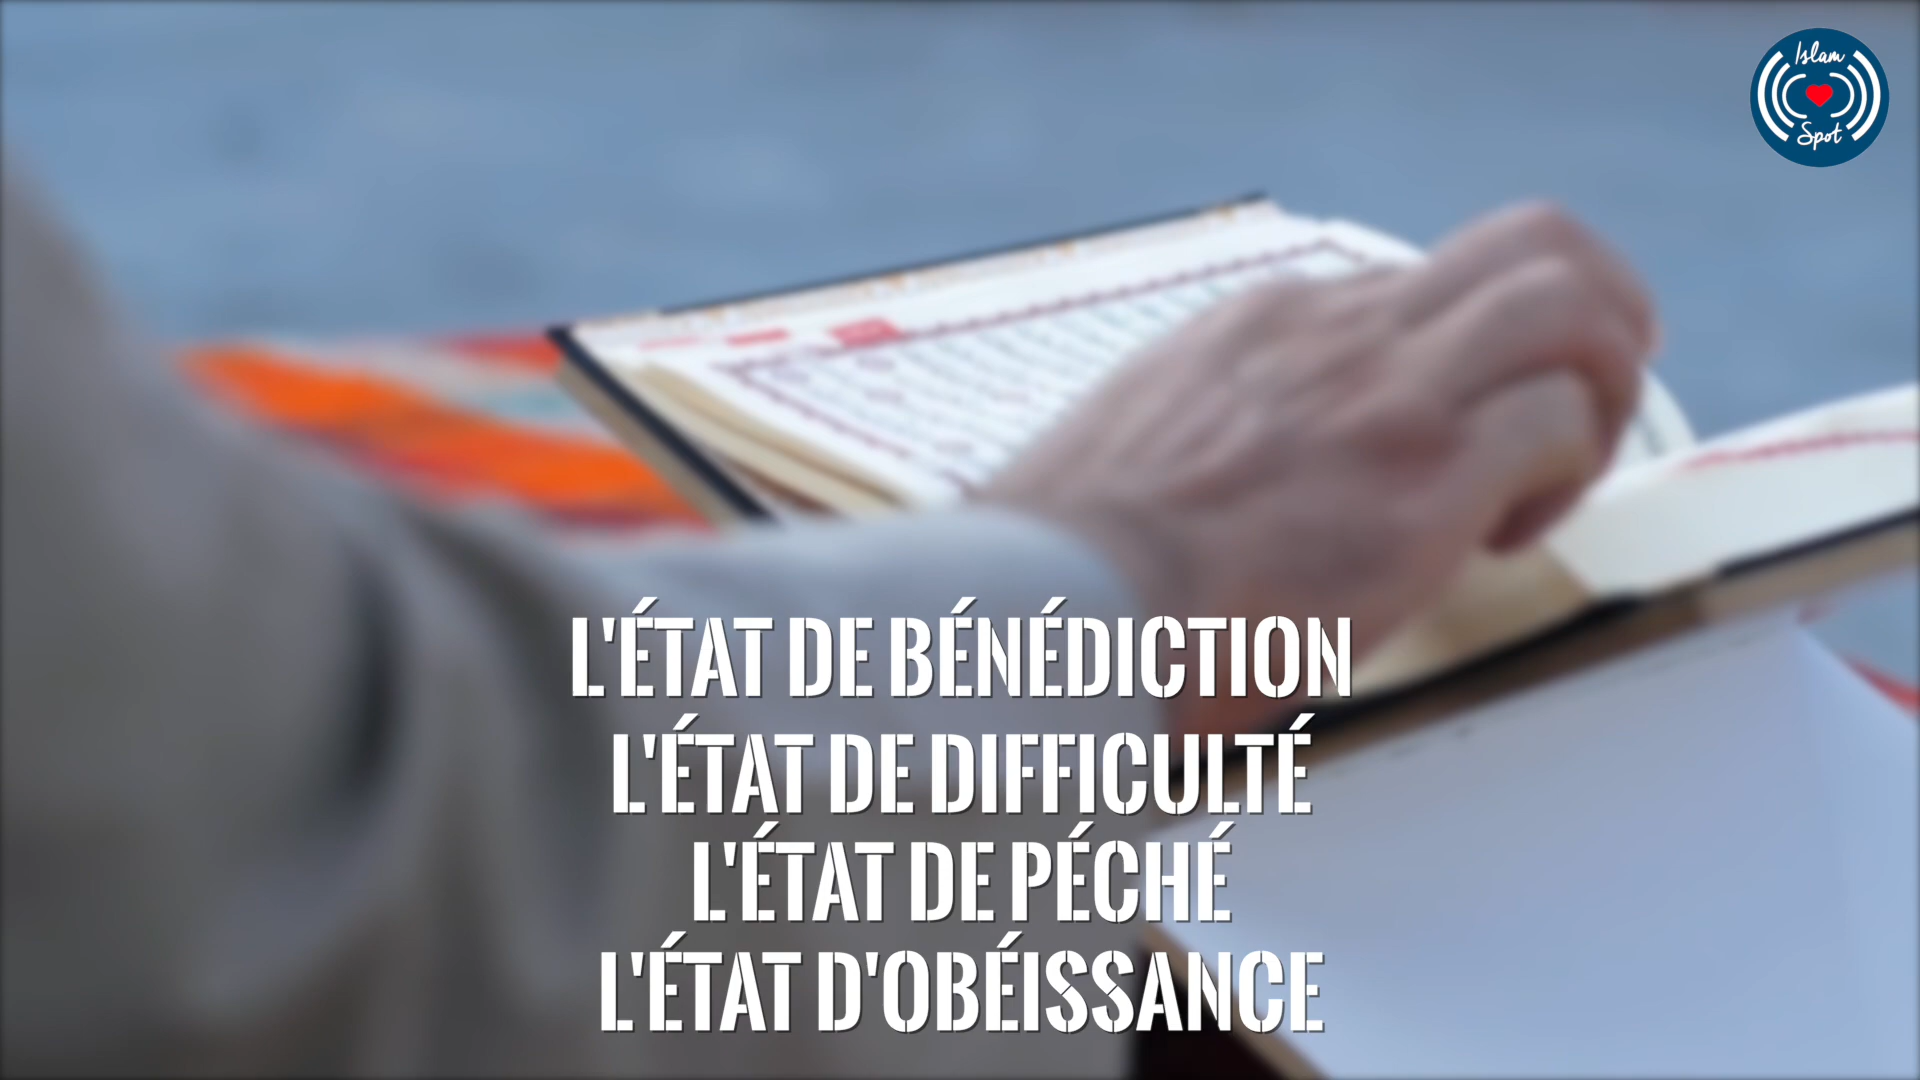 Islam
Spot
L'ÉTAT DE BÉNÉDICTION
L'ÉTAT DE DIFFICULTÉ
L'ÉTAT DE PÉCHÉ
L'ÉTAT D'OBÉISSANCE